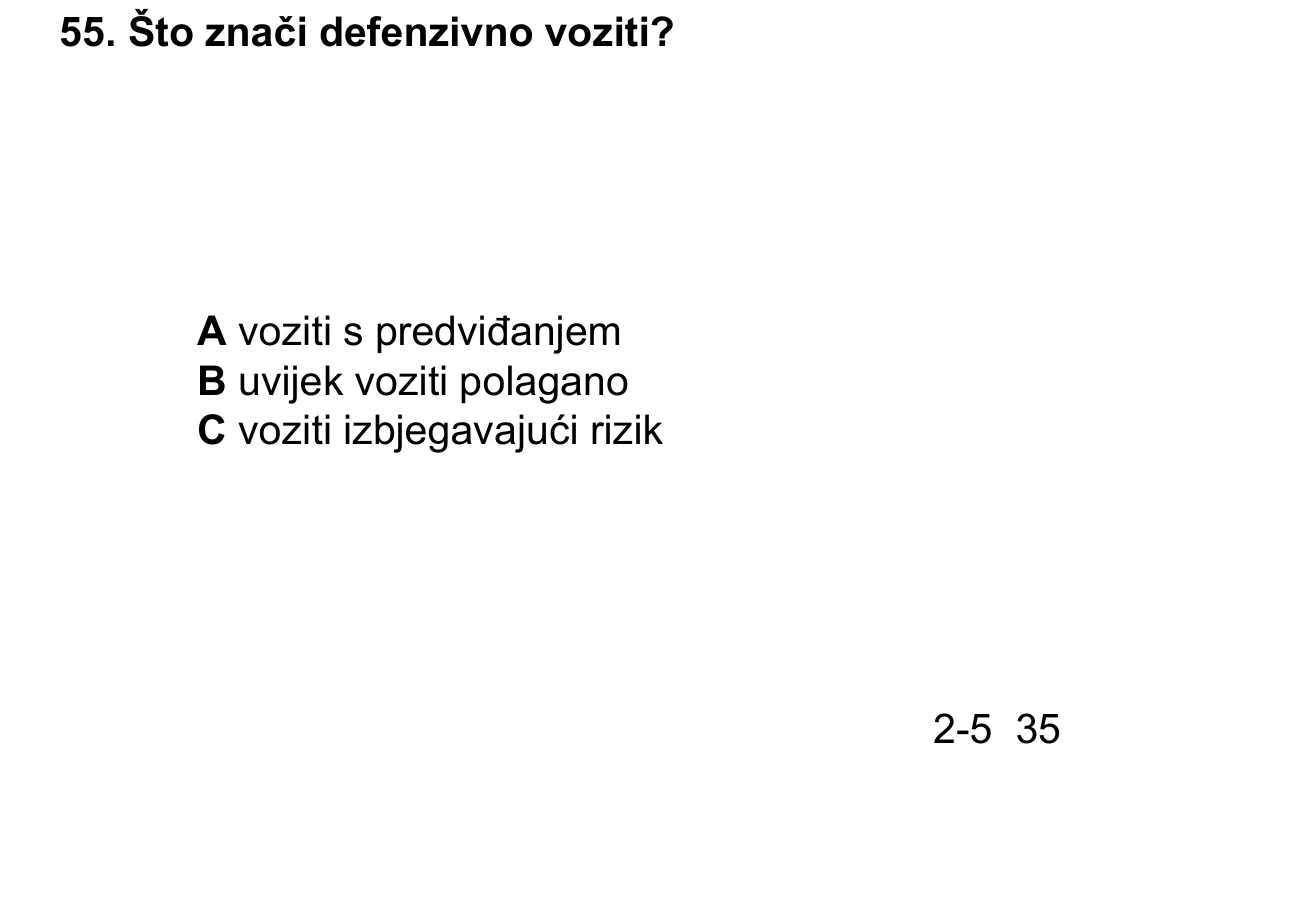 55. Što znači defenzivno voziti?
A voziti s predviđanjem
B uvijek voziti polagano
C voziti izbjegavajući rizik
2-5 35